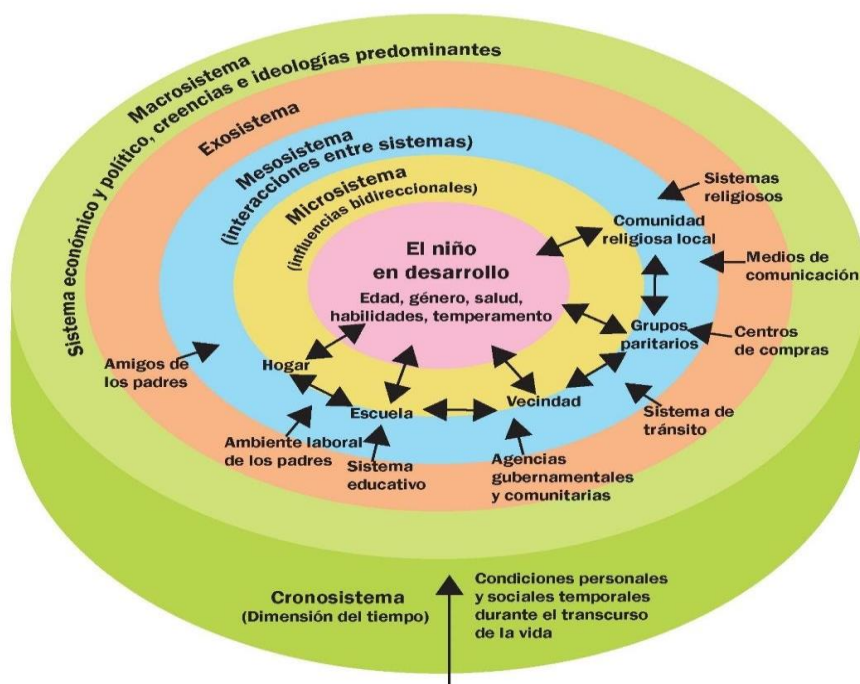 Macrosistema
Sistema económico y político, creencias e ideologías predominantes
Exosistema
Mesosistema
(interacciones entre sistemas)
Microsistema
(influencias bidireccionales)
El niño
en desarrollo
Edad, género, salud,
habilidades, temperamento
Sistemas
religiosos
Comunidad
religiosa local
Medios de
comunicación
Grupos
paritarios
Centros
de compras
Amigos de
los padres
Hogar
Escuela
Vecindad
Sistema de
tránsito
Ambiente laboral
de los padres
Sistema
educativo
Agencias
gubernamentales
y comunitarias
Cronosistema
(Dimensión del tiempo)
Condiciones personales
y sociales temporales
durante el transcurso
de la vida